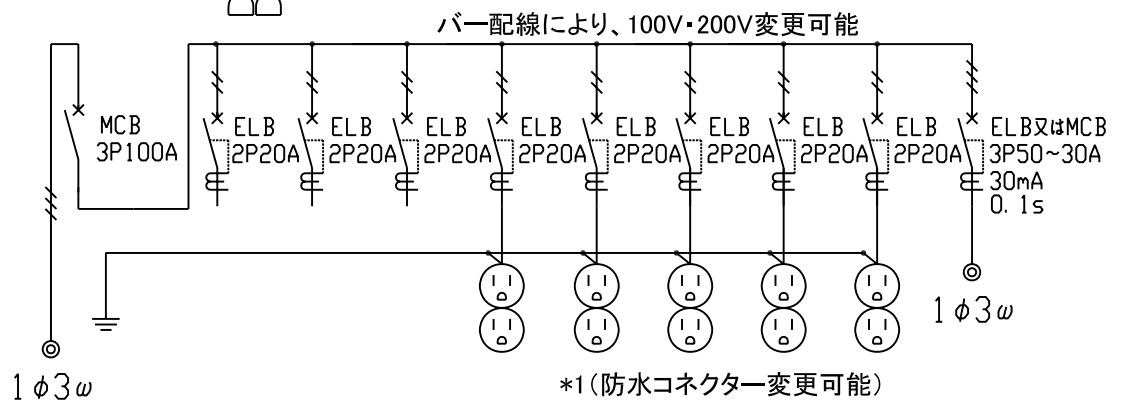 バー配線により、100V・200V変更可能
MCB
3P100A
ELB
2P20A
ELB
2P20A
ELB
2P20A
ELB
2P20A
ELB
2P20A
ELB
2P20A
ELB
2P20A
ELB
2P20A
ELB又はMCB
3P50~30A
30mA
0.1s
1φ3ω
1φ3ω
*1(防水コネクター変更可能)